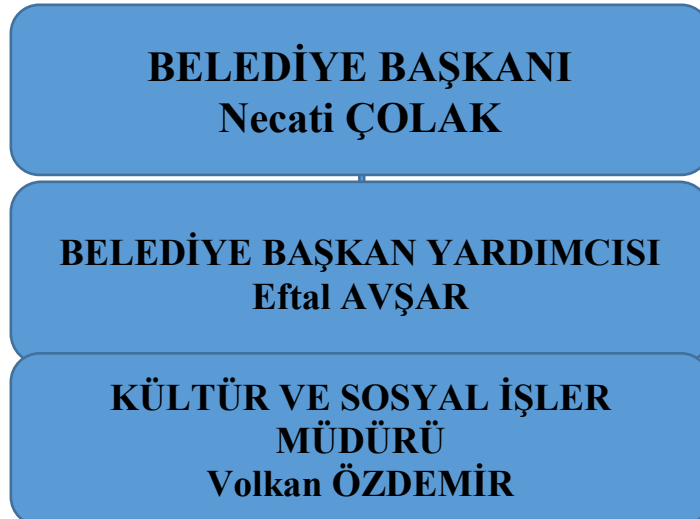 BELEDİYE BAŞKANI
Necati ÇOLAK
BELEDİYE BAŞKAN YARDIMCISI
Eftal AVŞAR
KÜLTÜR VE SOSYAL İŞLER
MÜDÜRÜ
Volkan ÖZDEMİR